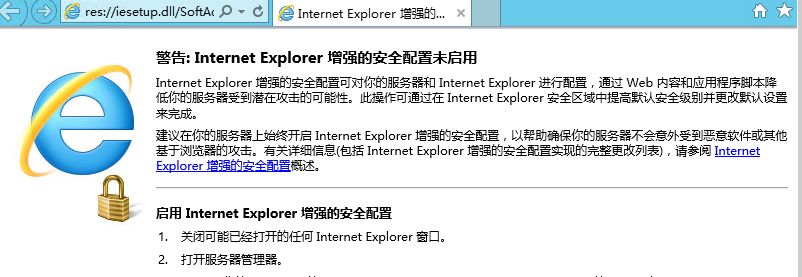 res://iesetup.dll/SoftAd
Internet Explorer 增强的...
警告: Internet Explorer 增强的安全配置未启用
Internet Explorer 增强的安全配置可对你的服务器和 Internet Explorer 进行配置，通过 Web 内容和应用程序脚本降
低你的服务器受到潜在攻击的可能性。此操作可通过在 Internet Explorer 安全区域中提高默认安全级别并更改默认设置
来完成。
建议在你的服务器上始终开启 Internet Explorer 增强的安全配置，以帮助确保你的服务器不会意外受到恶意软件或其他
基于浏览器的攻击。有关详细信息(包括 Internet Explorer 增强的安全配置实现的完整更改列表)，请参阅 Internet
Explorer 增强的安全配置概述。
启用 Internet Explorer 增强的安全配置
1. 关闭可能已经打开的任何 Internet Explorer 窗口。
2. 打开服务器管理器。